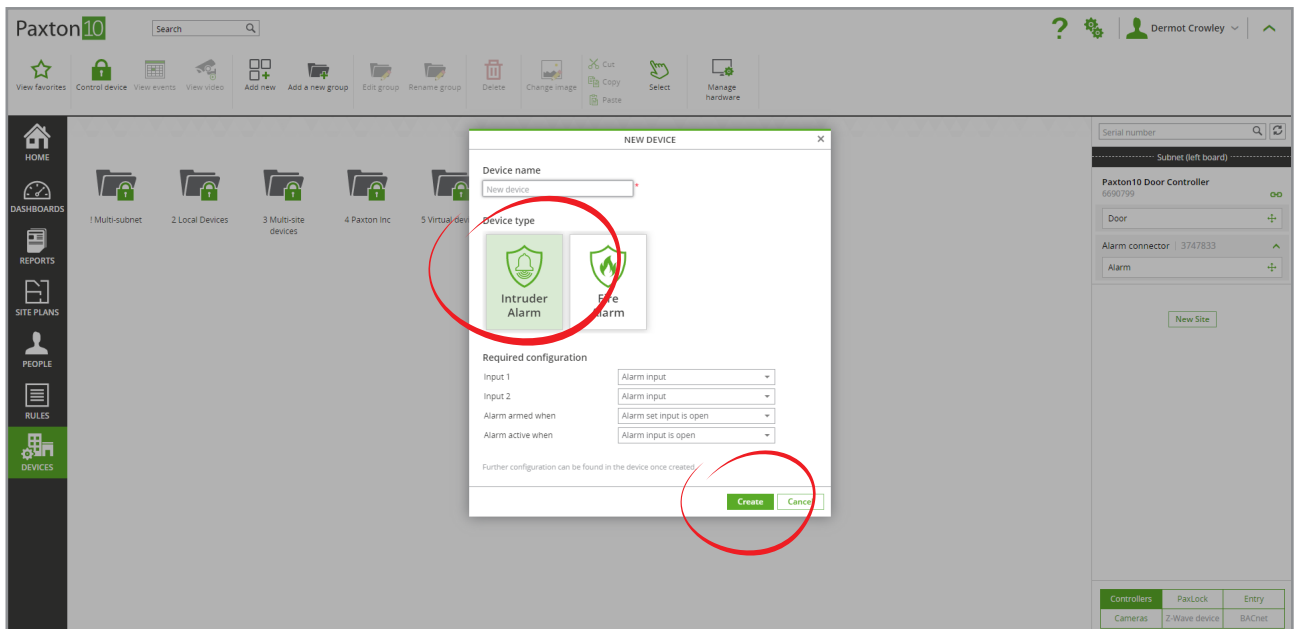 Paxton10
Search
?
Dermot Crowley
View favorites
Control device
View events
View video
Add new
Add a new group
Edit group
Rename group
Delete
Change image
Cut
Copy
Paste
Select
Manage
hardware
HOME
DASHBOARDS
REPORTS
SITE PLANS
PEOPLE
RULES
DEVICES
! Multi-subnet
2 Local Devices
3 Multi-site
devices
4 Paxton Inc
5 Virtual dev
NEW DEVICE
Device name
New device
*
Device type
Intruder
Alarm
Fire
Alarm
Required configuration
Input 1
Alarm input
Input 2
Alarm input
Alarm armed when
Alarm set input is open
Alarm active when
Alarm input is open
Further configuration can be found in the device once created.
Create
Cancel
Serial number
Subnet (left board)
Paxton10 Door Controller
6690799
Door
Alarm connector | 3747833
Alarm
New Site
Controllers
PaxLock
Entry
Cameras
Z-Wave device
BACnet